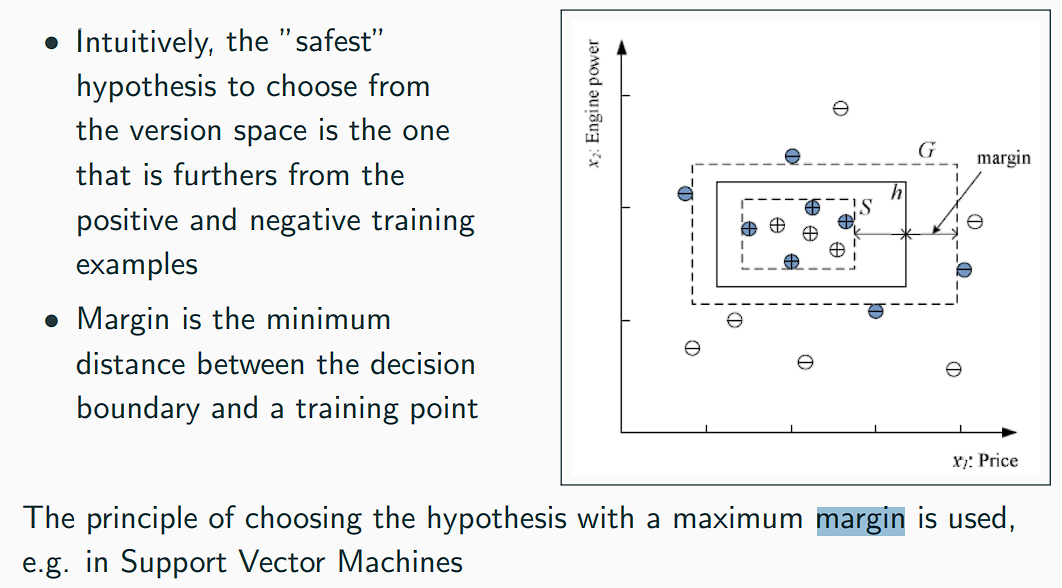 • Intuitively, the "safest"
hypothesis to choose from
the version space is the one
that is furthers from the
positive and negative training
examples
• Margin is the minimum
distance between the decision
boundary and a training point
x₂: Engine power
G
margin
h
S
x₁: Price
The principle of choosing the hypothesis with a maximum margin is used,
e.g. in Support Vector Machines